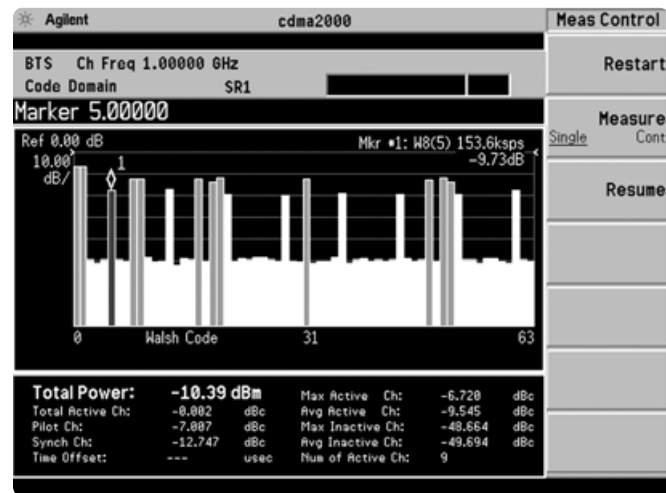 Agilent
cdma2000
Meas Control
BTS Ch Freq 1.00000 GHz
Code Domain SR1
Restart
Marker 5.00000
Measure
Single Cont
Ref 0.00 dB
Mkr •1: W8(5) 153.6ksps
10.00
1
-9.73dB
dB/
Resume
0 Walsh Code 31 63
Total Power: -10.39 dBm
Total Active Ch: -0.002 dBc
Pilot Ch: -7.007 dBc
Synch Ch: -12.747 dBc
Time Offset: --- usec
Max Active Ch: -6.720 dBc
Avg Active Ch: -9.545 dBc
Max Inactive Ch: -48.664 dBc
Avg Inactive Ch: -49.694 dBc
Num of Active Ch: 9